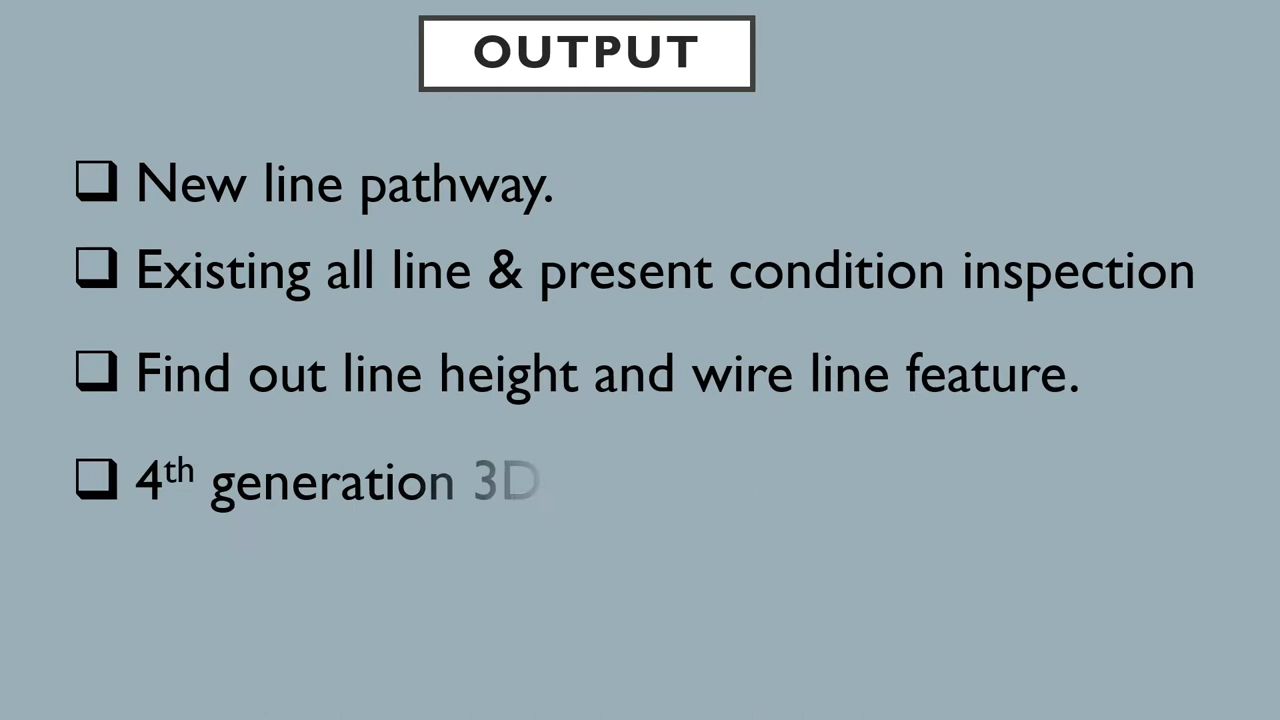 OUTPUT
❑ New line pathway.
❑ Existing all line & present condition inspection
❑ Find out line height and wire line feature.
❑ 4th generation 3D